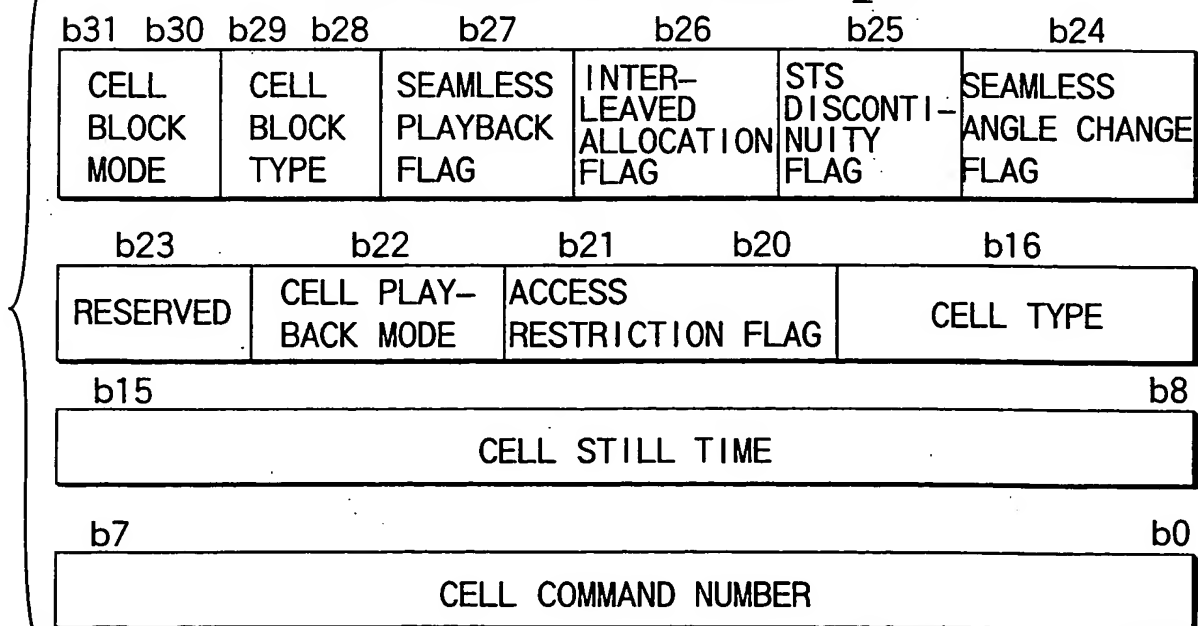 b31 b30 b29 b28 b27 b26 b25 b24
CELL
BLOCK
MODE
CELL
BLOCK
TYPE
SEAMLESS
PLAYBACK
FLAG
INTER–
LEAVED
ALLOCATION
FLAG
STS
DISCONTI–
NUITY
FLAG
SEAMLESS
ANGLE CHANGE
FLAG
b23 b22 b21 b20 b16
RESERVED
CELL PLAY–
BACK MODE
ACCESS
RESTRICTION FLAG
CELL TYPE
b15 b8
CELL STILL TIME
b7 b0
CELL COMMAND NUMBER